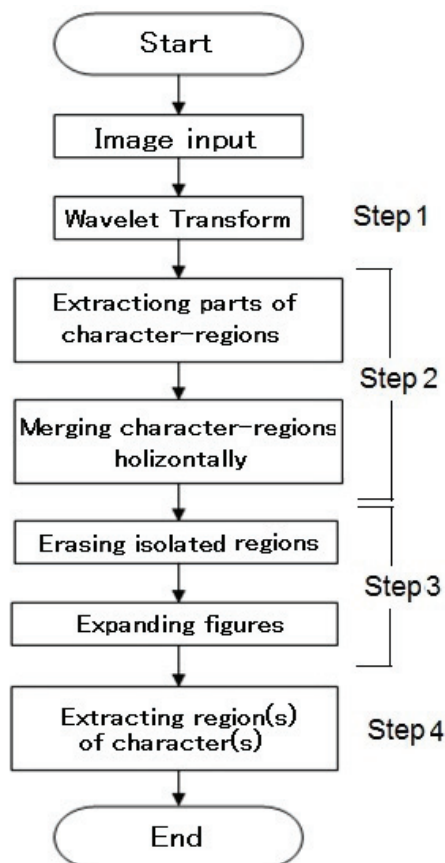 Start
Image input
Wavelet Transform
Step 1
Extractiong parts of
character-regions
Step 2
Merging character-regions
holizontally
Erasing isolated regions
Step 3
Expanding figures
Extracting region(s)
of character(s)
Step 4
End